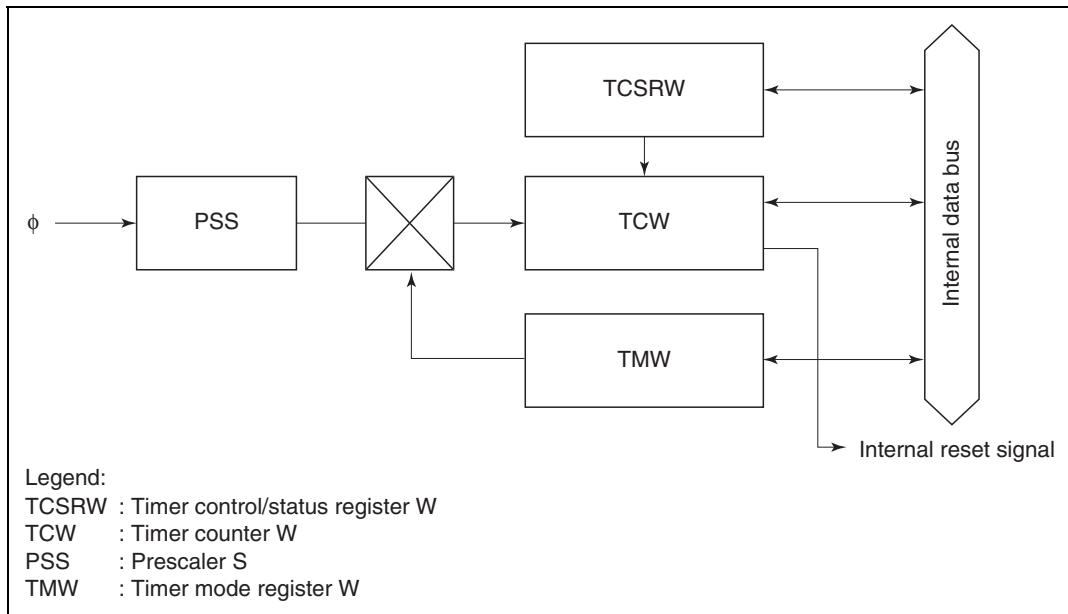 TCSRW
φ
PSS
TCW
TMW
Internal data bus
Internal reset signal
Legend:
TCSRW : Timer control/status register W
TCW : Timer counter W
PSS : Prescaler S
TMW : Timer mode register W